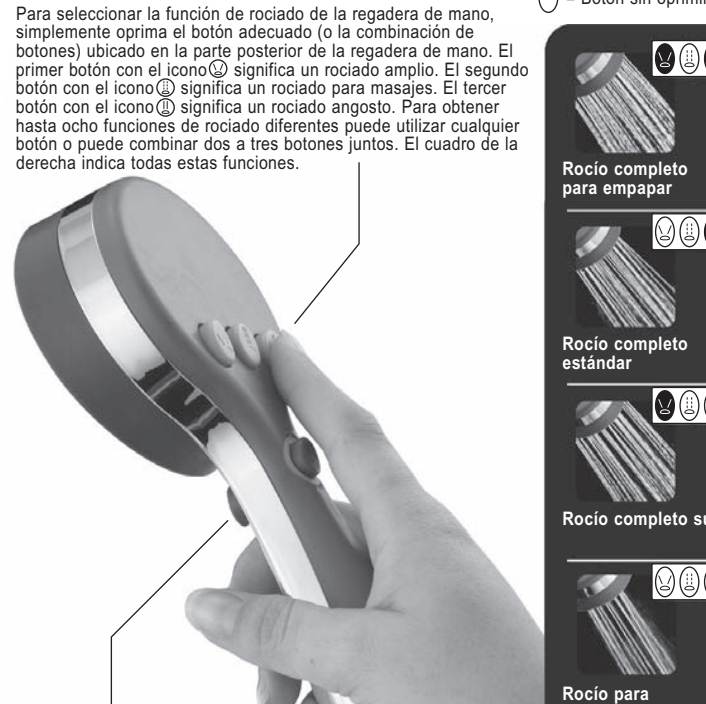 Para seleccionar la función de rociado de la regadera de mano,
simplemente oprima el botón adecuado (o la combinación de
botones) ubicado en la parte posterior de la regadera de mano. El
primer botón con el icono significa un rociado amplio. El segundo
botón con el icono significa un rociado para masajes. El tercer
botón con el icono significa un rociado angosto. Para obtener
hasta ocho funciones de rociado diferentes puede utilizar cualquier
botón o puede combinar dos a tres botones juntos. El cuadro de la
derecha indica todas estas funciones.
= Botón sin
Rocío completo
para empapar
Rocío completo
estándar
Rocío completo
Rocío para